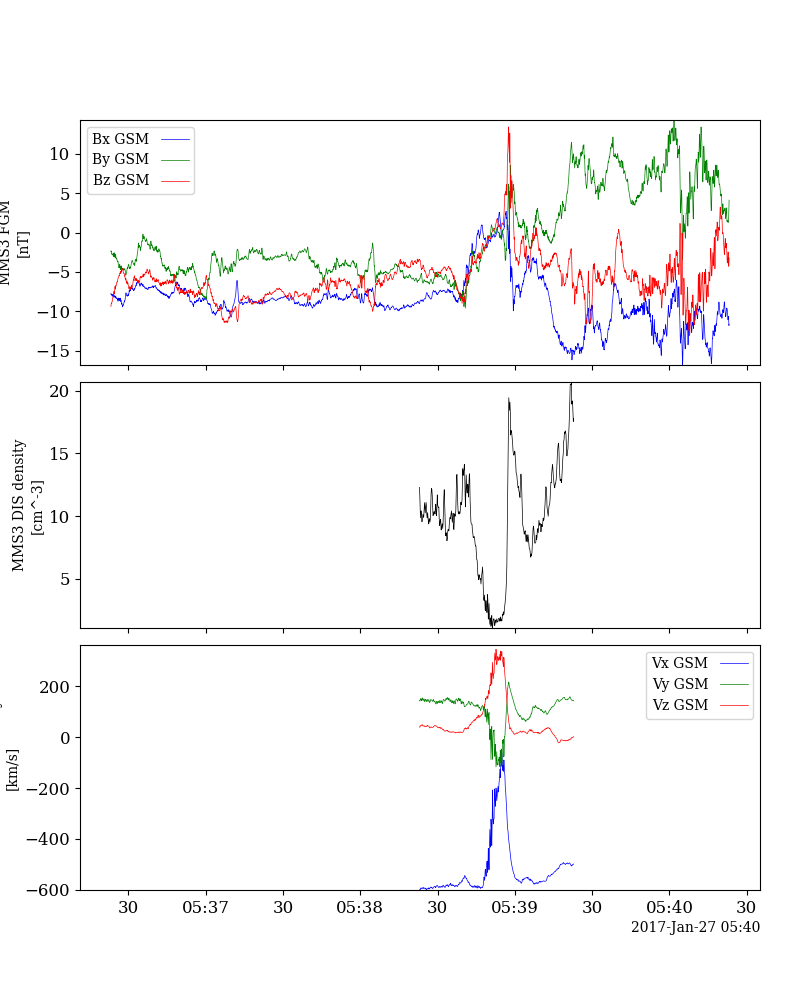 Bx GSM
By GSM
Bz GSM
10
5
0
−5
−10
−15
MMS3 FGM
[nT]
20
15
10
5
MMS3 DIS density
[cm^-3]
Vx GSM
Vy GSM
Vz GSM
200
0
−200
−400
−600
[km/s]
30 05:37 30 05:38 30 05:39 30 05:40 30
2017-Jan-27 05:40